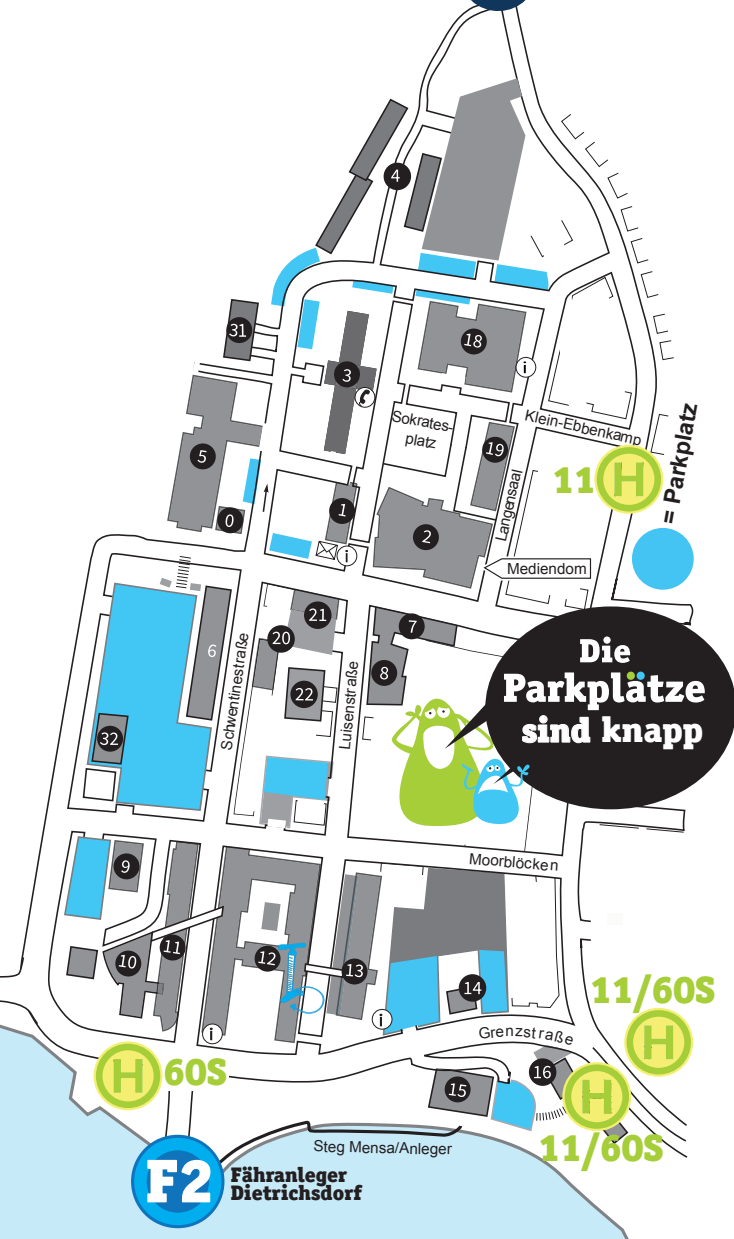 4
31
18
i
3
Sokrates-
platz
Klein-Ebbenkamp
= Parkplatz
5
19
11 H
0
1
2
Langensaal
i
Mediendom
21
7
20
6
8
22
Schwentinestraße
Luisenstraße
Die
Parkplätze
sind knapp
32
Moorblöcken
9
11
10
12
13
14
i
i
Grenzstraße
11/60S
H
H 60S
15
16
H
11/60S
Steg Mensa/Anleger
F2
Fähranleger
Dietrichsdorf